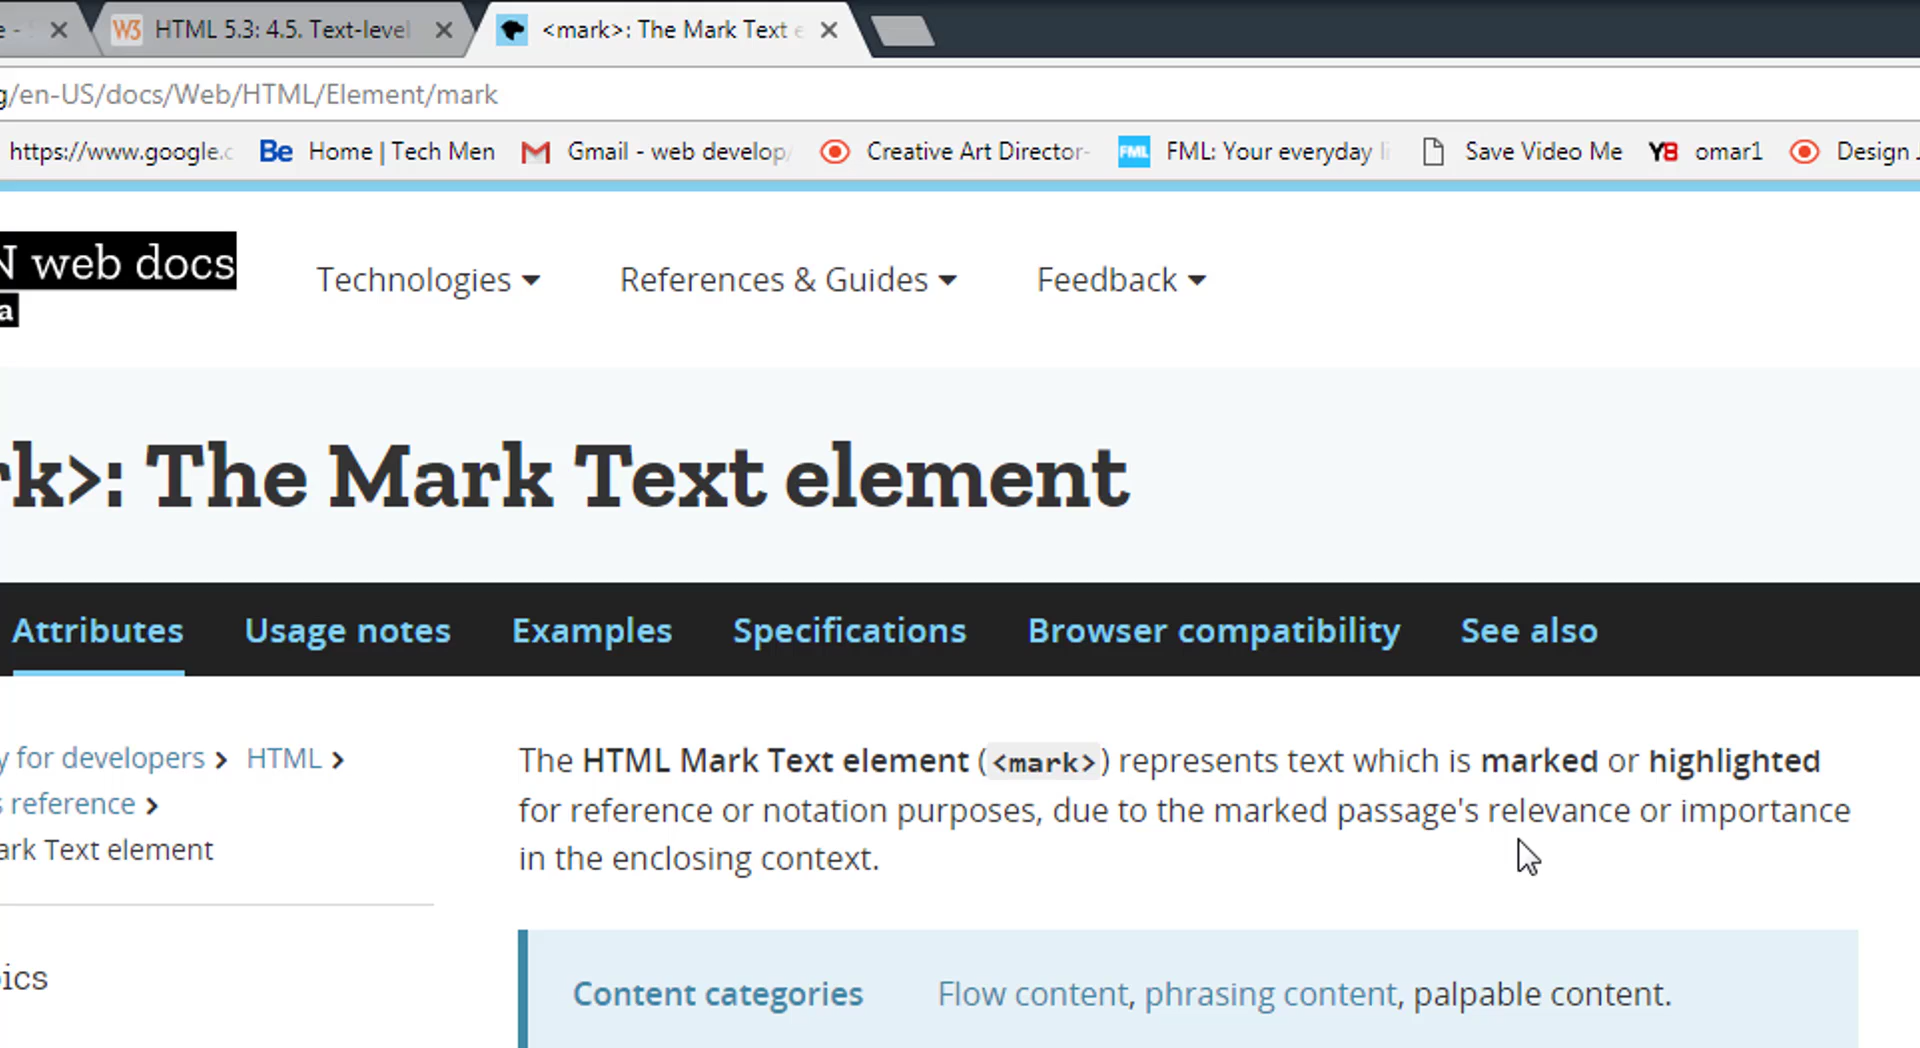 HTML 5.3: 4.5. Text-level
<mark>: The Mark Text e
/en-US/docs/Web/HTML/Element/mark
https://www.google.c Be Home | Tech Men Gmail - web develop Creative Art Director- FML FML: Your everyday li Save Video Me Y8 omar1 Design J
N web docs
a
Technologies References & Guides Feedback
rk>: The Mark Text element
Attributes Usage notes Examples Specifications Browser compatibility See also
y for developers > HTML >
s reference >
ark Text element
The HTML Mark Text element (<mark>) represents text which is marked or highlighted
for reference or notation purposes, due to the marked passage's relevance or importance
in the enclosing context.
pics
Content categories Flow content, phrasing content, palpable content.